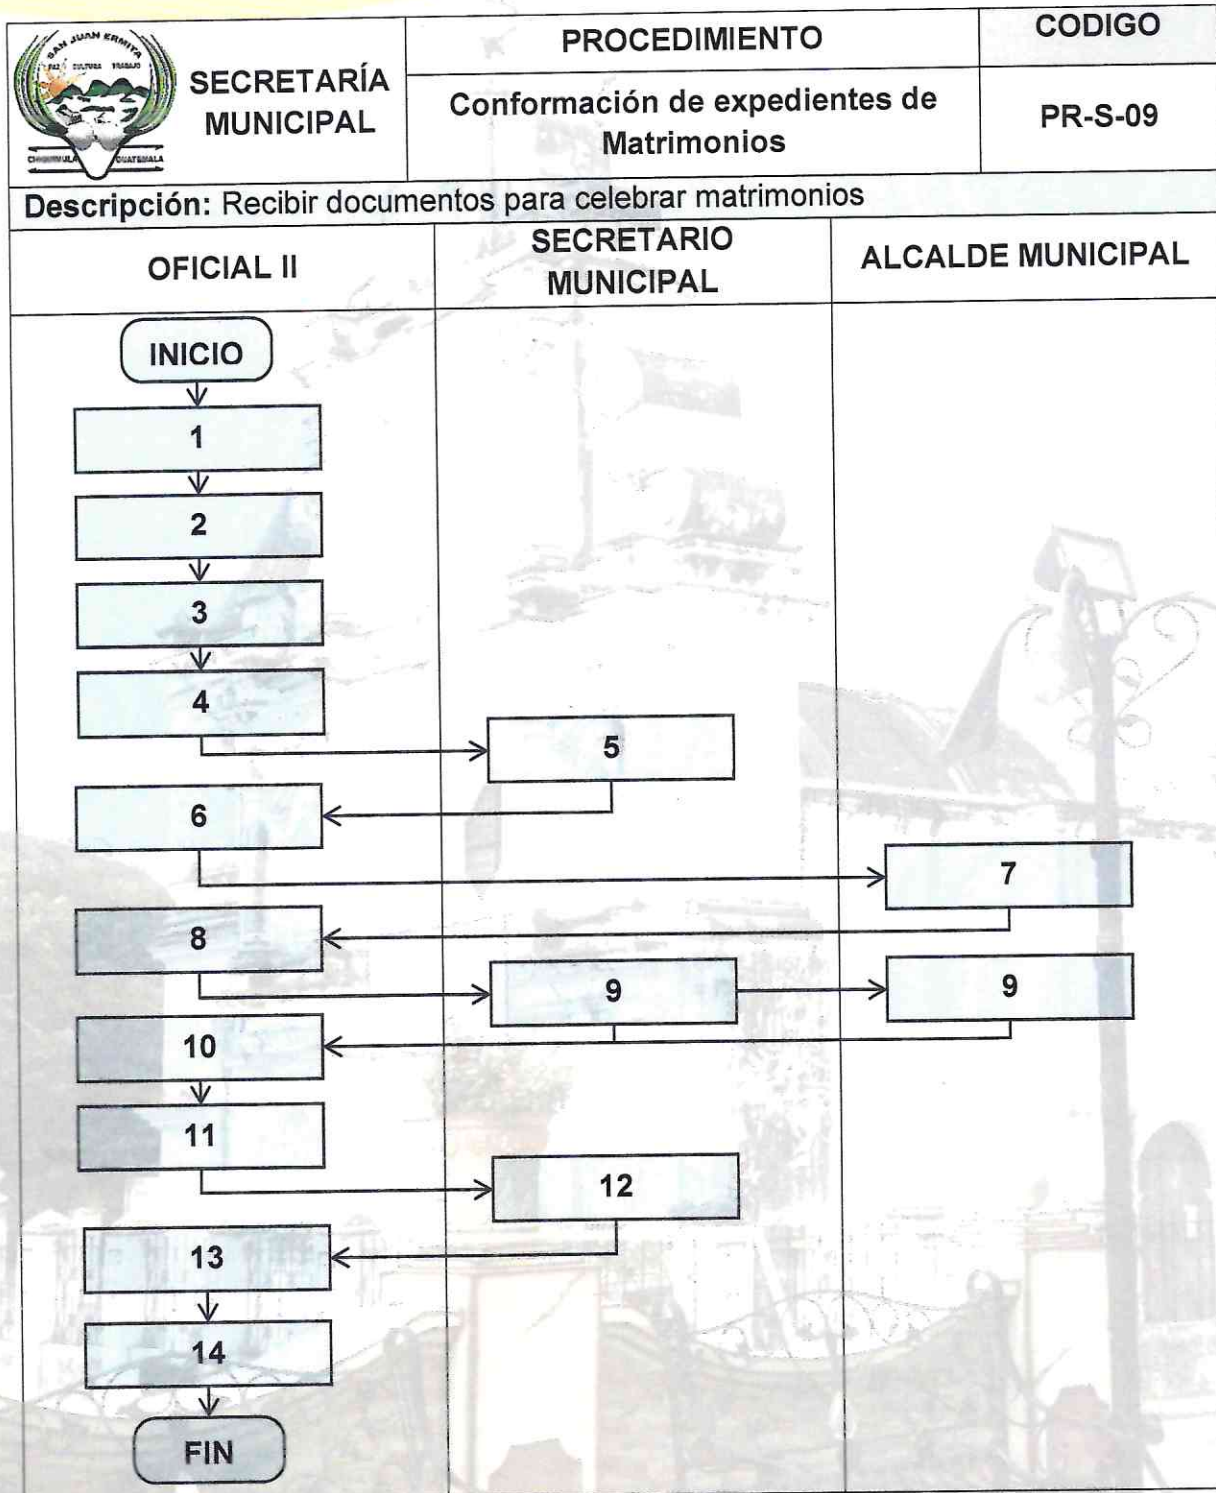 SAN JUAN ERMITA
PAZ CULTURA TRABAJO
CHIQUIMULA GUATEMALA
SECRETARÍA
MUNICIPAL
PROCEDIMIENTO
Conformación de expedientes de
Matrimonios
CODIGO
PR-S-09
Descripción: Recibir documentos para celebrar matrimonios
OFICIAL II
SECRETARIO
MUNICIPAL
ALCALDE MUNICIPAL
INICIO
1
2
3
4
5
6
7
8
9
9
10
11
12
13
14
FIN